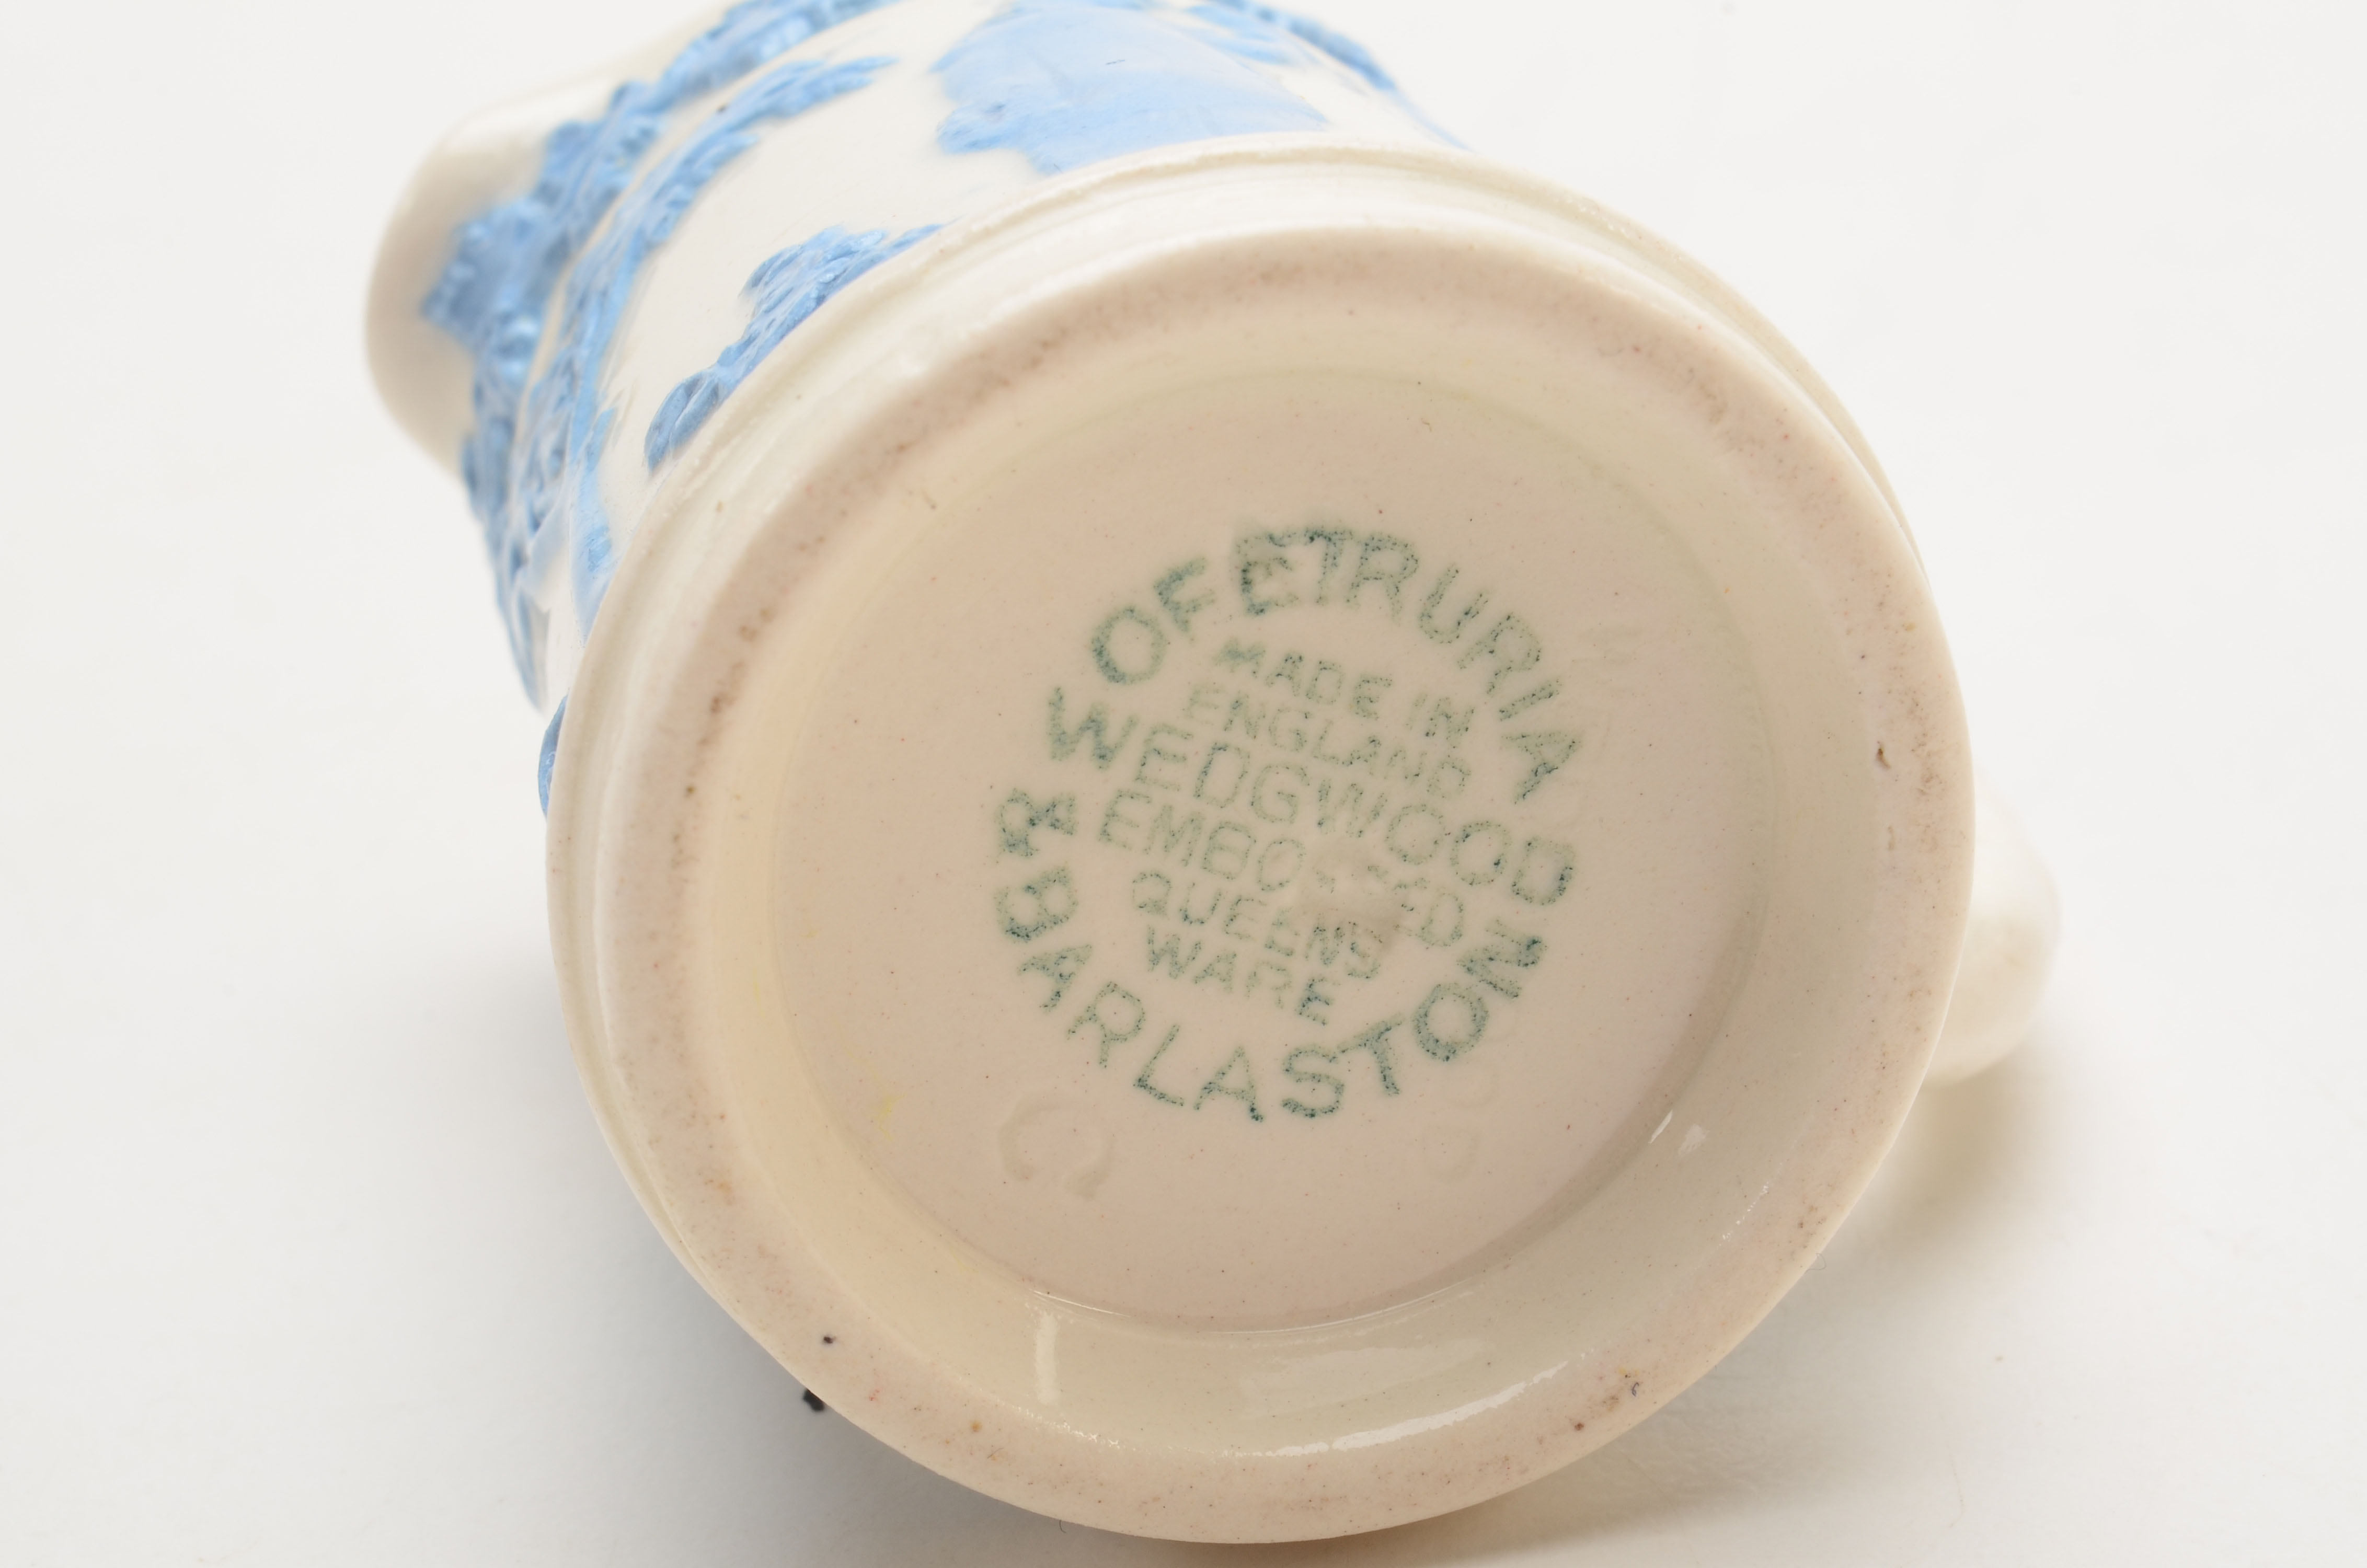 OF ETRURIA
MADE IN
ENGLAND
WEDGWOOD
EMBOSSED
QUEENS
WARE
& BARLASTON